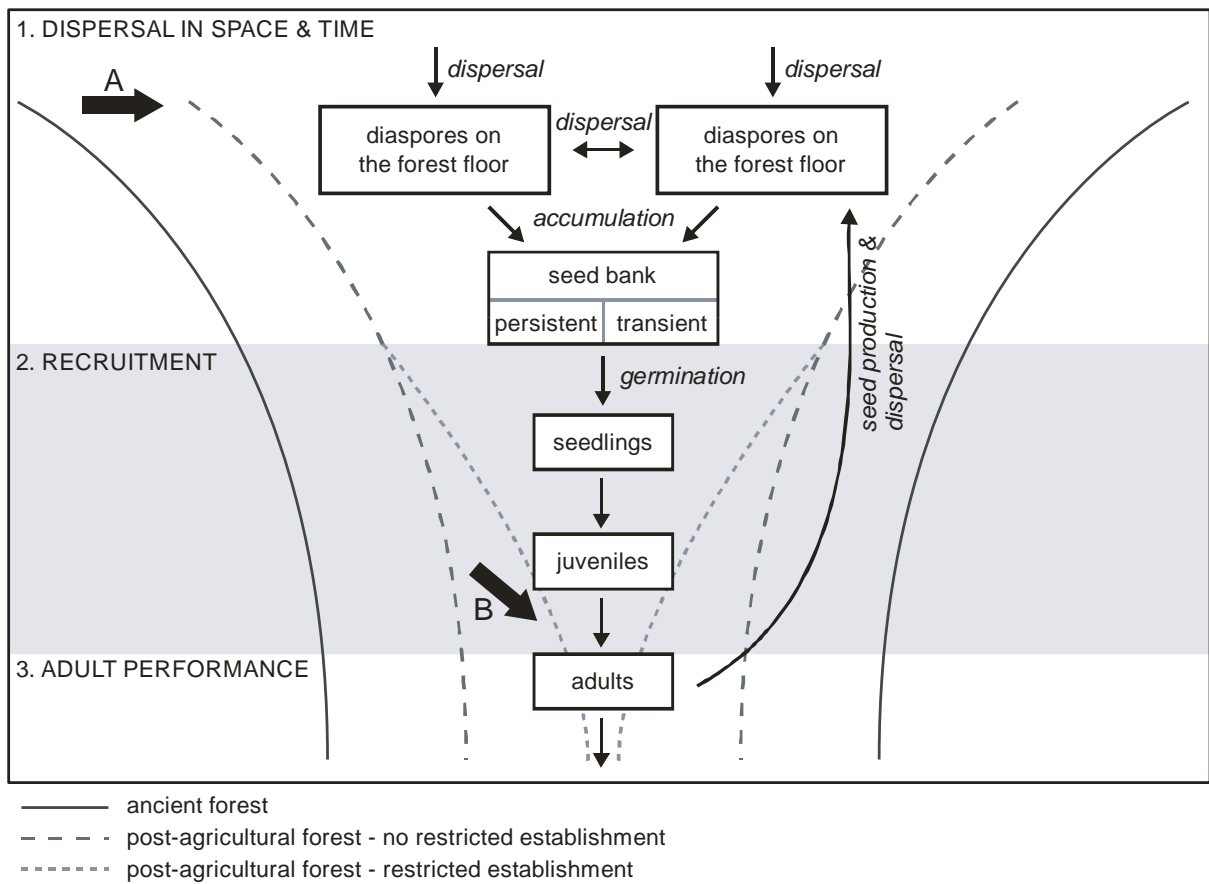 1. DISPERSAL IN SPACE & TIME
A
dispersal
dispersal
diaspores on
the forest floor
dispersal
diaspores on
the forest floor
accumulation
seed bank
persistent
transient
seed production &
dispersal
2. RECRUITMENT
germination
seedlings
juveniles
B
3. ADULT PERFORMANCE
adults
ancient forest
post-agricultural forest - no restricted establishment
post-agricultural forest - restricted establishment